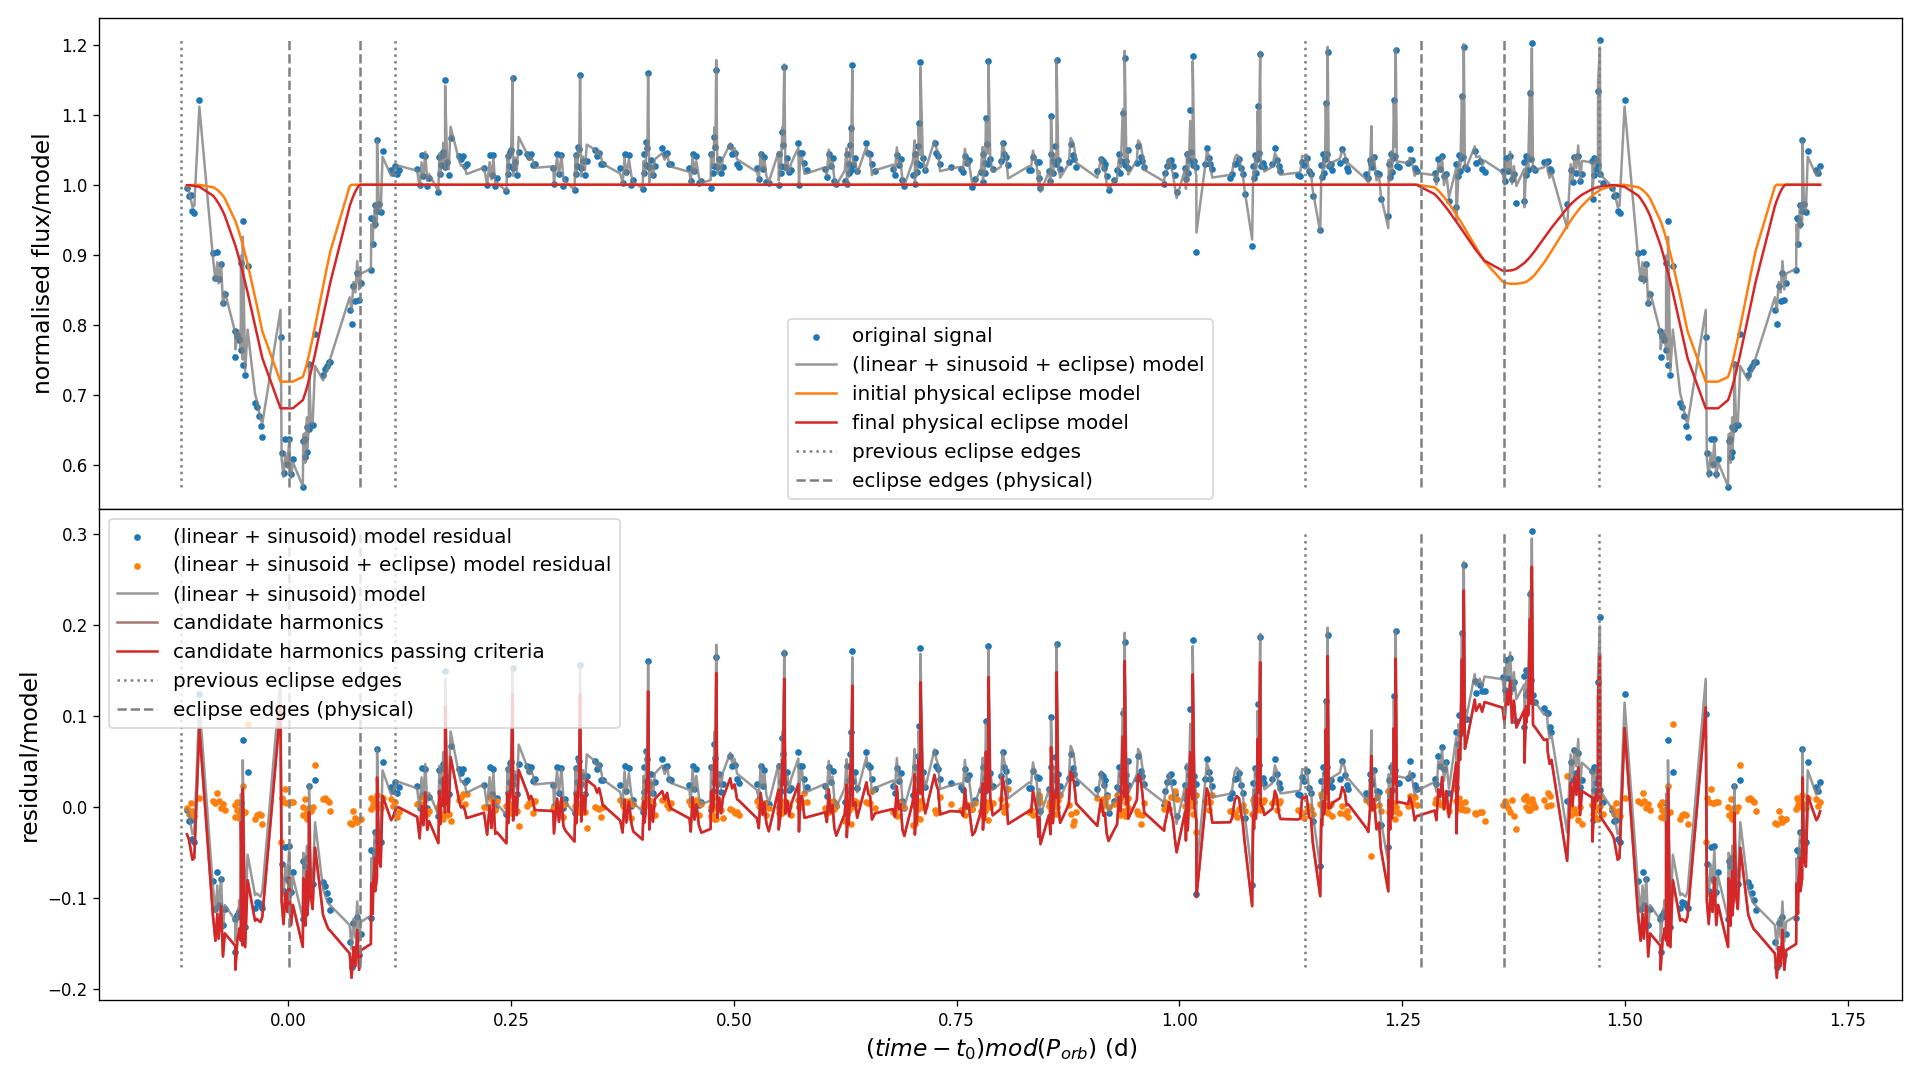 normalised flux/model
1.2
1.1
1.0
0.9
0.8
0.7
0.6
original signal
(linear + sinusoid + eclipse) model
initial physical eclipse model
final physical eclipse model
previous eclipse edges
eclipse edges (physical)
residual/model
0.3
0.2
0.1
0.0
−0.1
−0.2
(linear + sinusoid) model residual
(linear + sinusoid + eclipse) model residual
(linear + sinusoid) model
candidate harmonics
candidate harmonics passing criteria
previous eclipse edges
eclipse edges (physical)
0.00 0.25 0.50 0.75 1.00 1.25 1.50 1.75
(time − t₀)mod(Pₒᵣb) (d)